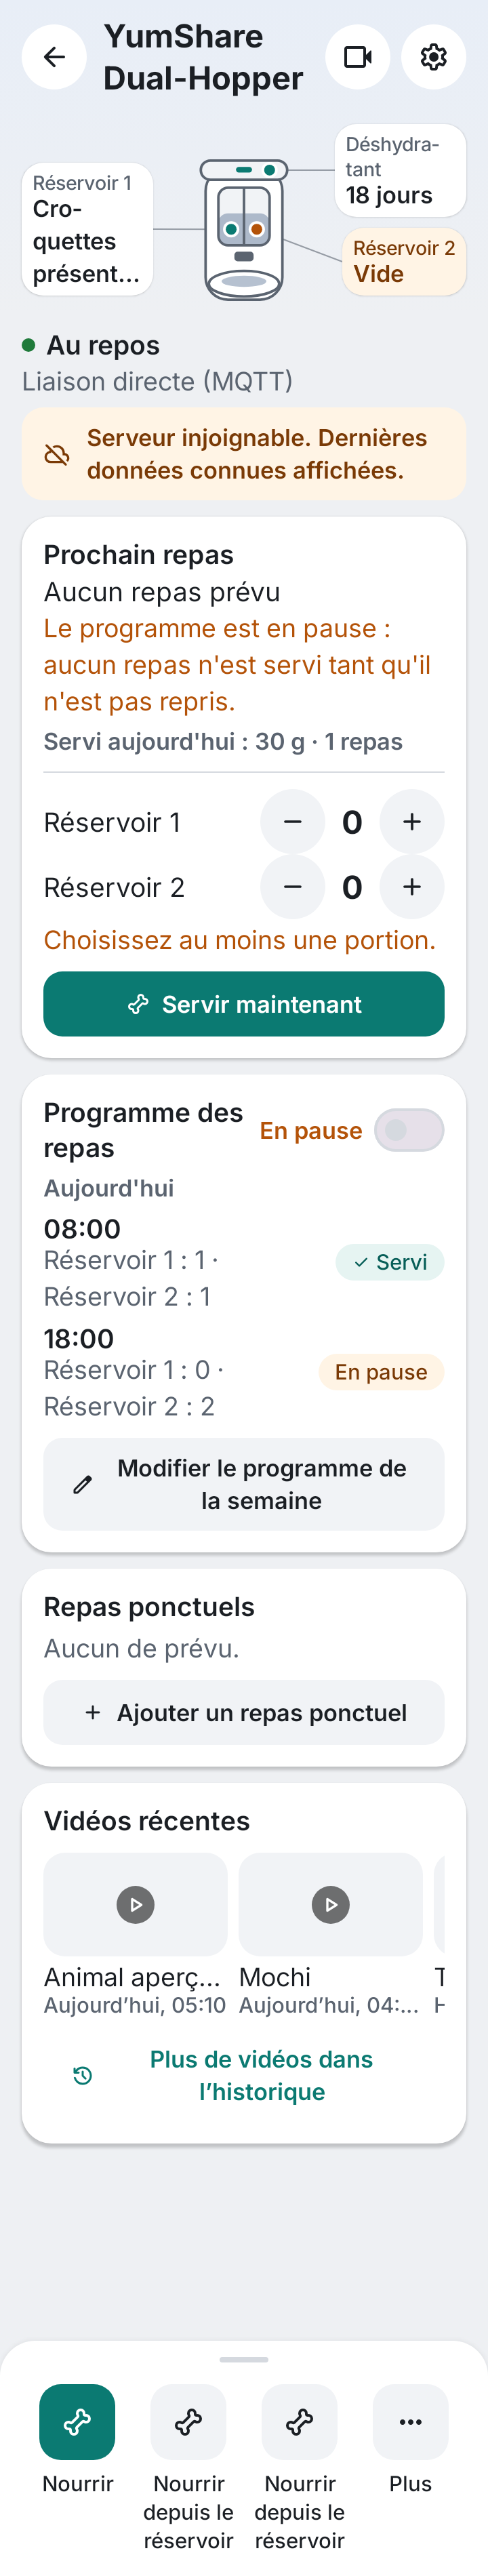 YumShare
Dual-Hopper
Déshydra-
tant
18 jours
Réservoir 1
Cro-
quettes
présent…
Réservoir 2
Vide
Au repos
Liaison directe (MQTT)
Serveur injoignable. Dernières
données connues affichées.
Prochain repas
Aucun repas prévu
Le programme est en pause :
aucun repas n'est servi tant qu'il
n'est pas repris.
Servi aujourd'hui : 30 g · 1 repas
Réservoir 1
− 0 +
Réservoir 2
− 0 +
Choisissez au moins une portion.
Servir maintenant
Programme des
repas
En pause
Aujourd'hui
08:00
Réservoir 1 : 1 ·
Réservoir 2 : 1
Servi
18:00
Réservoir 1 : 0 ·
Réservoir 2 : 2
En pause
Modifier le programme de
la semaine
Repas ponctuels
Aucun de prévu.
+ Ajouter un repas ponctuel
Vidéos récentes
Animal aperç…
Aujourd’hui, 05:10
Mochi
Aujourd’hui, 04:…
Plus de vidéos dans
l’historique
Nourrir
Nourrir
depuis le
réservoir
Nourrir
depuis le
réservoir
Plus